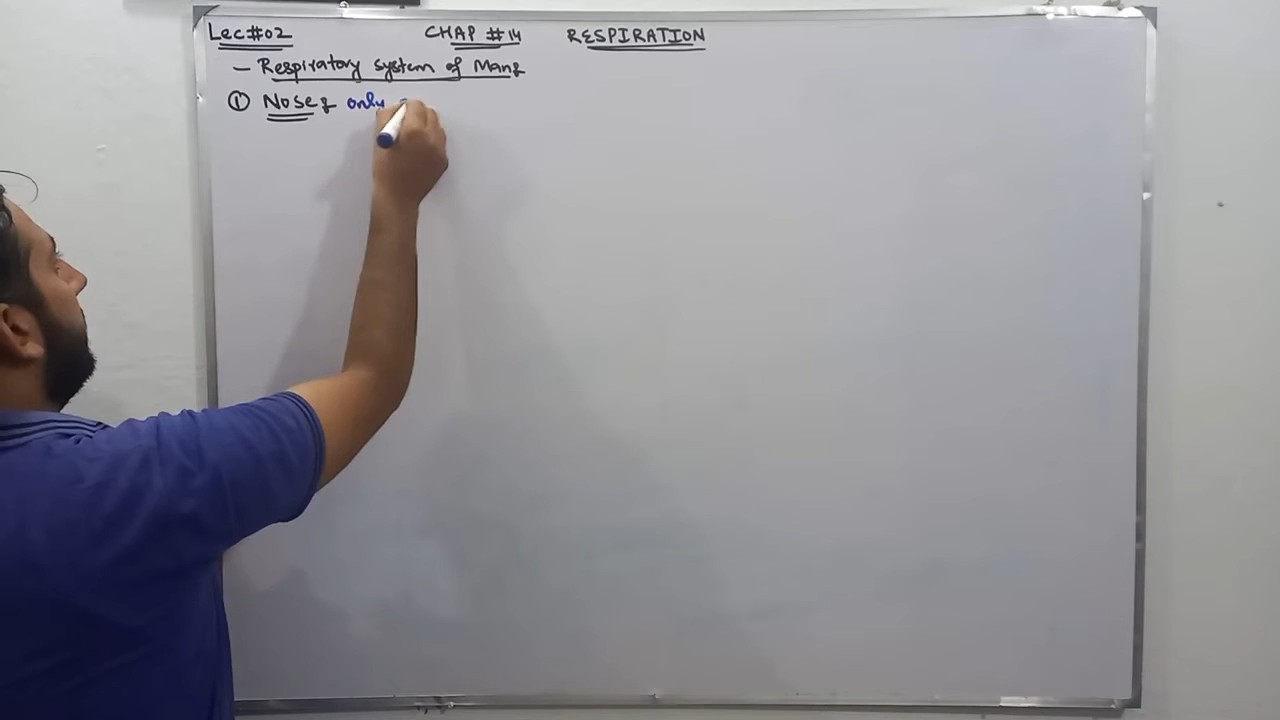 Lec#02 CHAP #14 RESPIRATION
- Respiratory system of Man:
① Nose: only